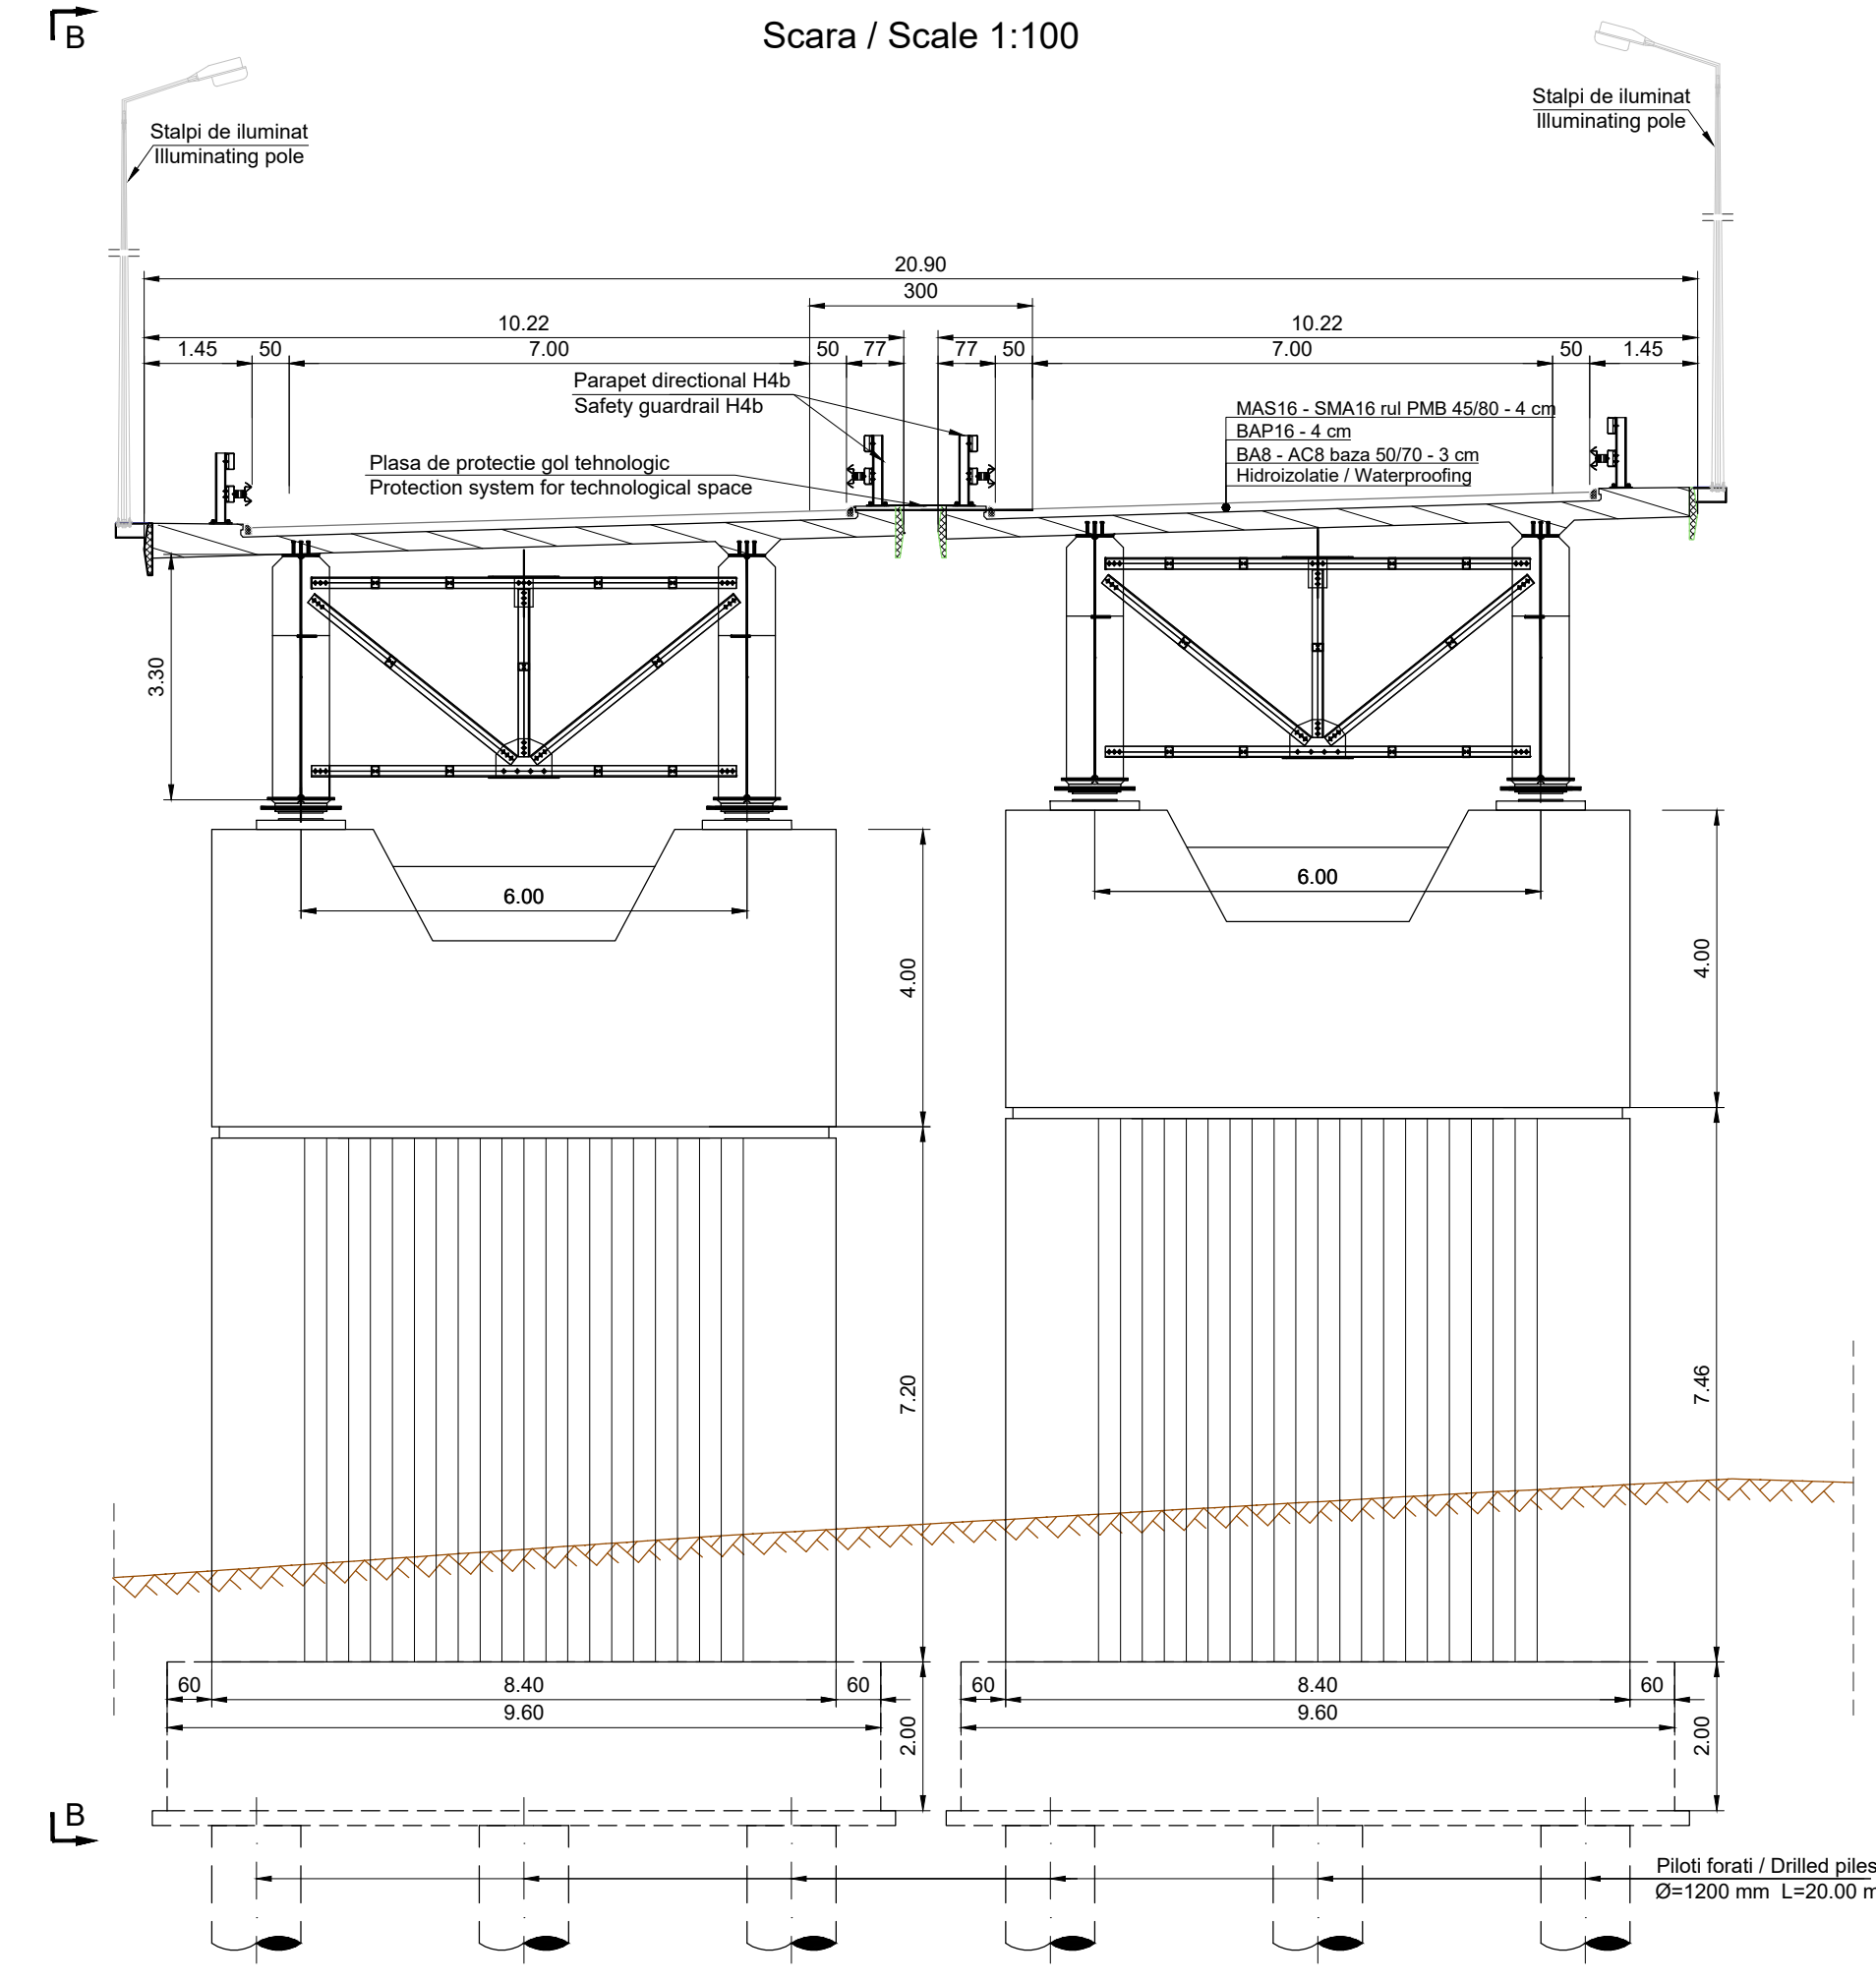 B
Scara / Scale 1:100
Stalpi de iluminat
Illuminating pole
Stalpi de iluminat
Illuminating pole
20.90
300
10.22
10.22
1.45
50
7.00
50
77
77
50
7.00
50
1.45
Parapet directional H4b
Safety guardrail H4b
MAS16 - SMA16 rul PMB 45/80 - 4 cm
BAP16 - 4 cm
BA8 - AC8 baza 50/70 - 3 cm
Hidroizolatie / Waterproofing
Plasa de protectie gol tehnologic
Protection system for technological space
3.30
6.00
6.00
4.00
4.00
7.20
7.46
60
8.40
60
60
8.40
60
9.60
9.60
2.00
2.00
B
Piloti forati / Drilled piles
Ø=1200 mm L=20.00 m